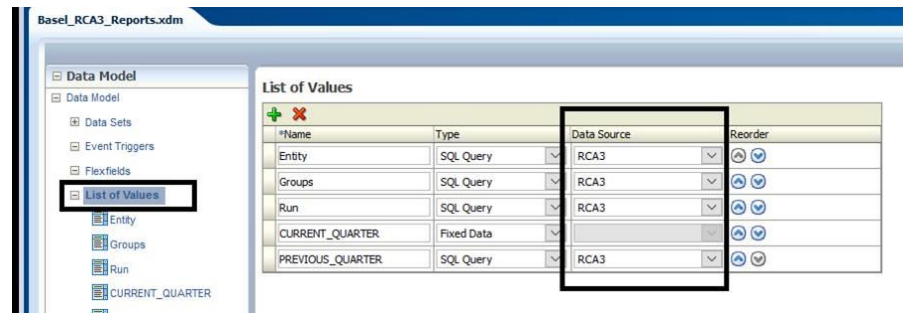 Basel_RCA3_Reports.xdm
Data Model
Data Model
Data Sets
Event Triggers
Flexfields
List of Values
Entity
Groups
Run
CURRENT_QUARTER
List of Values
*Name Type Data Source Reorder
Entity SQL Query RCA3
Groups SQL Query RCA3
Run SQL Query RCA3
CURRENT_QUARTER Fixed Data
PREVIOUS_QUARTER SQL Query RCA3